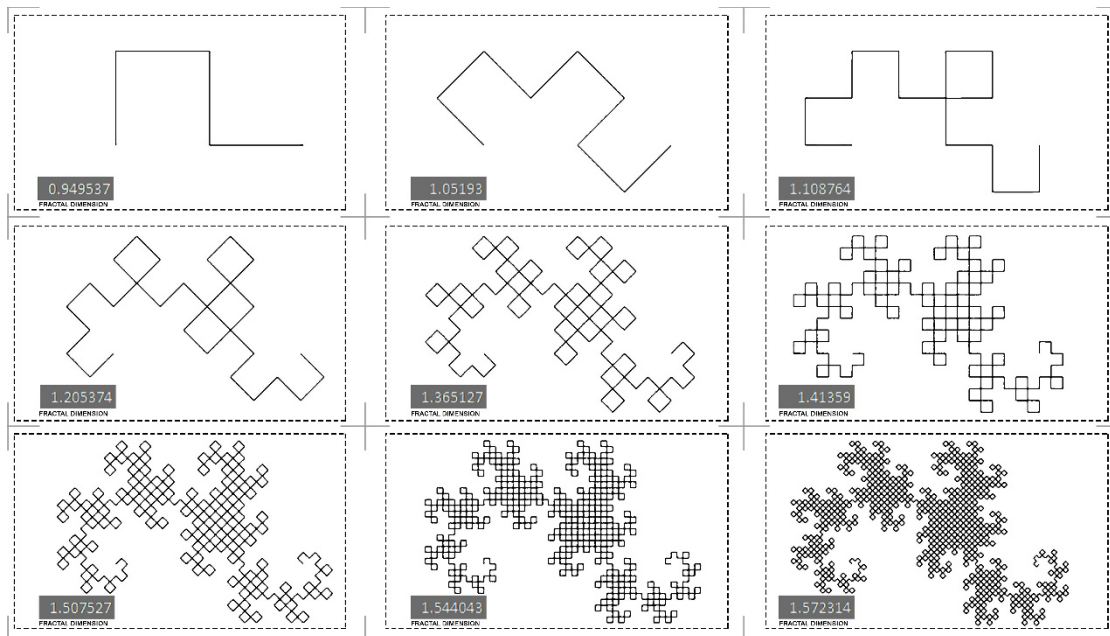 0.949537
FRACTAL DIMENSION
1.05193
FRACTAL DIMENSION
1.108764
FRACTAL DIMENSION
1.205374
FRACTAL DIMENSION
1.365127
FRACTAL DIMENSION
1.41359
FRACTAL DIMENSION
1.507527
FRACTAL DIMENSION
1.544043
FRACTAL DIMENSION
1.572314
FRACTAL DIMENSION